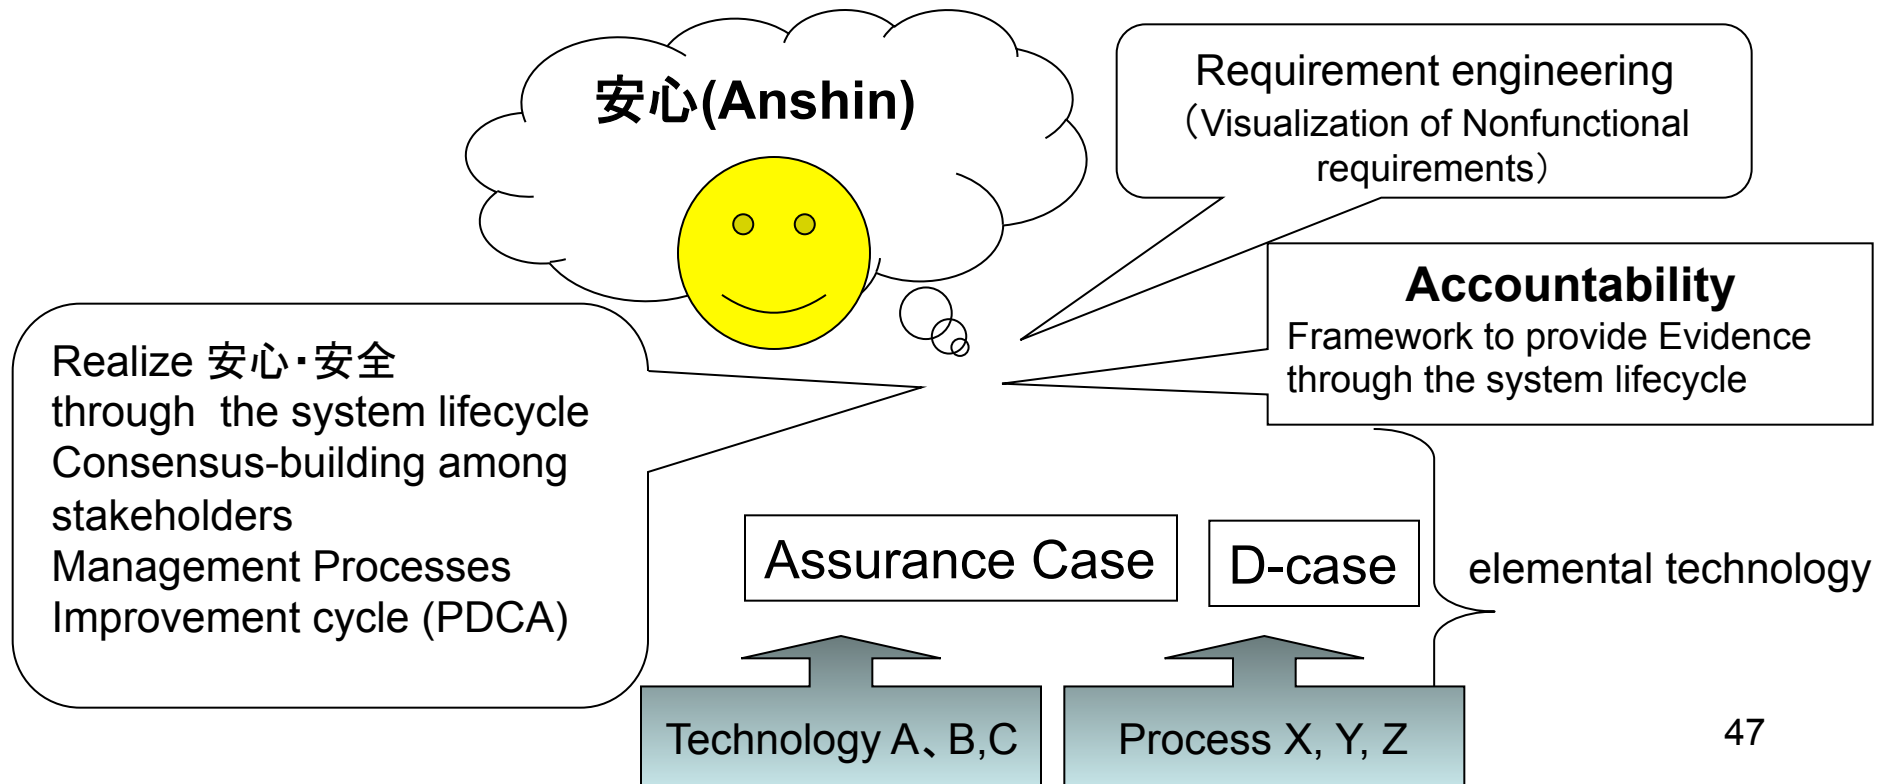 安心(Anshin)
Requirement engineering
（Visualization of Nonfunctional
requirements）
Accountability
Framework to provide Evidence
through the system lifecycle
Realize 安心・安全
through the system lifecycle
Consensus-building among
stakeholders
Management Processes
Improvement cycle (PDCA)
Assurance Case
D-case
elemental technology
Technology A、B,C
Process X, Y, Z
47